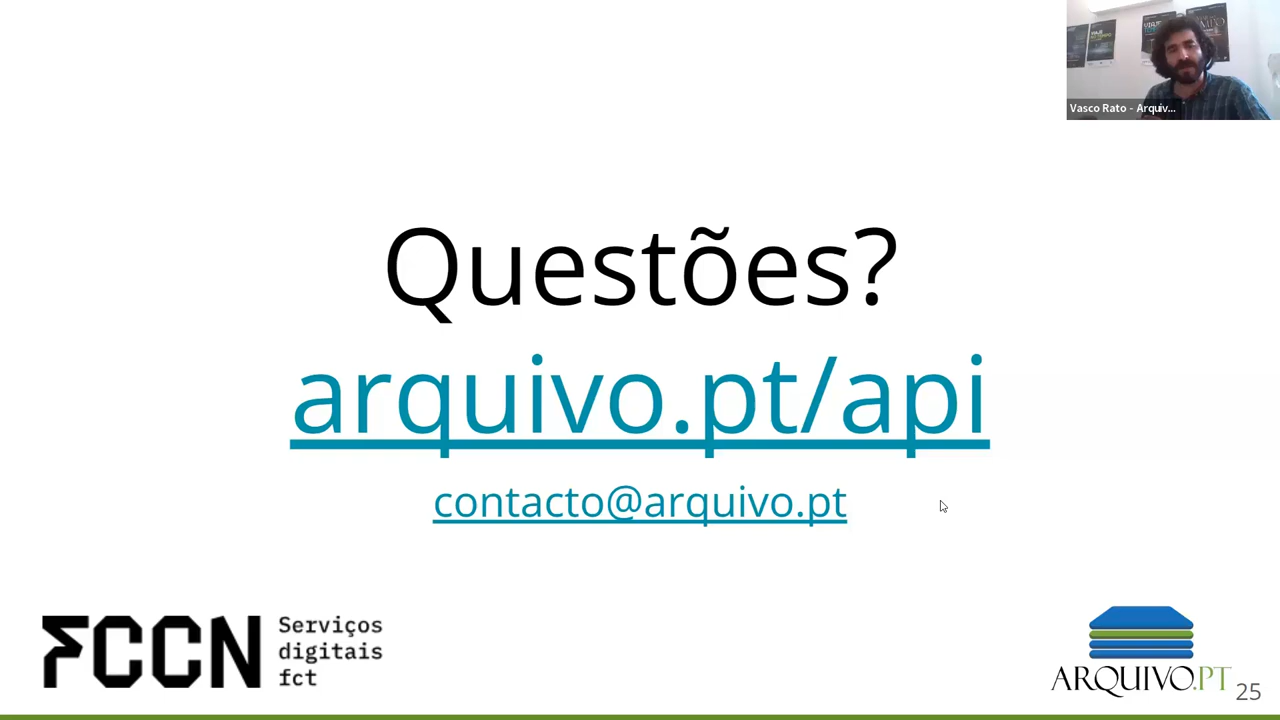 Vasco Rato - Arquiv...
Questões?
arquivo.pt/api
contacto@arquivo.pt
FCCN
Serviços
digitais
fct
ARQUIVO.PT
25